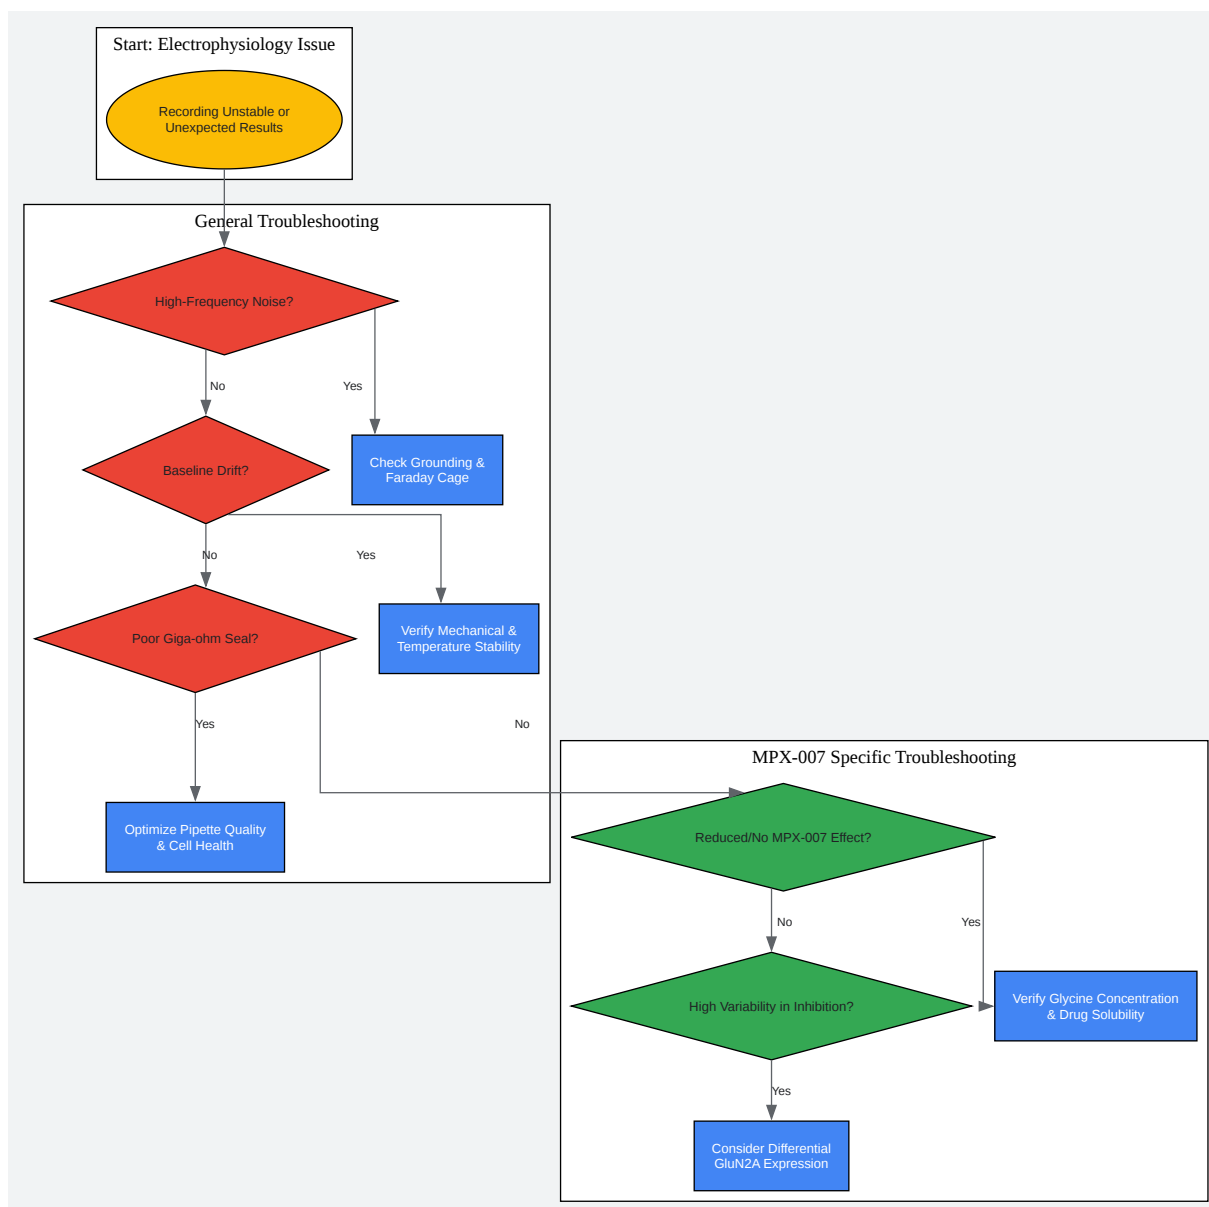 Start: Electrophysiology Issue
Recording Unstable or
Unexpected Results
General Troubleshooting
High-Frequency Noise?
No
Yes
Baseline Drift?
Check Grounding &
Faraday Cage
No
Yes
Poor Giga-ohm Seal?
Verify Mechanical &
Temperature Stability
Yes
No
Optimize Pipette Quality
& Cell Health
MPX-007 Specific Troubleshooting
Reduced/No MPX-007 Effect?
No
Yes
High Variability in Inhibition?
Verify Glycine Concentration
& Drug Solubility
Yes
Consider Differential
GluN2A Expression